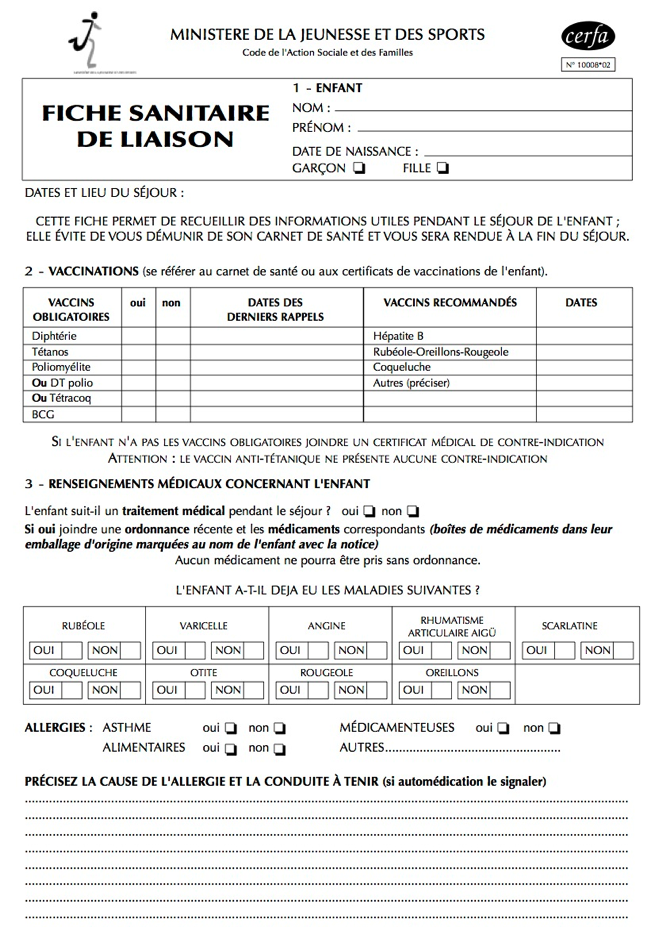 MINISTERE DE LA JEUNESSE ET DES SPORTS
Code de l'Action Sociale et des Familles
cerfa
N° 10008*02
MINISTÈRE DE LA JEUNESSE ET DES SPORTS
FICHE SANITAIRE
DE LIAISON
1 - ENFANT
NOM :
PRÉNOM :
DATE DE NAISSANCE :
GARÇON ❏ FILLE ❏
DATES ET LIEU DU SÉJOUR :
CETTE FICHE PERMET DE RECUEILLIR DES INFORMATIONS UTILES PENDANT LE SÉJOUR DE L'ENFANT ;
ELLE ÉVITE DE VOUS DÉMUNIR DE SON CARNET DE SANTÉ ET VOUS SERA RENDUE À LA FIN DU SÉJOUR.
2 - VACCINATIONS (se référer au carnet de santé ou aux certificats de vaccinations de l'enfant).
VACCINS OBLIGATOIRES oui non DATES DES DERNIERS RAPPELS VACCINS RECOMMANDÉS DATES
Diphtérie Hépatite B
Tétanos Rubéole-Oreillons-Rougeole
Poliomyélite Coqueluche
Ou DT polio Autres (préciser)
Ou Tétracoq
BCG
SI L'ENFANT N'A PAS LES VACCINS OBLIGATOIRES JOINDRE UN CERTIFICAT MÉDICAL DE CONTRE-INDICATION
ATTENTION : LE VACCIN ANTI-TÉTANIQUE NE PRÉSENTE AUCUNE CONTRE-INDICATION
3 - RENSEIGNEMENTS MÉDICAUX CONCERNANT L'ENFANT
L'enfant suit-il un traitement médical pendant le séjour ? oui ❏ non ❏
Si oui joindre une ordonnance récente et les médicaments correspondants (boîtes de médicaments dans leur
emballage d'origine marquées au nom de l'enfant avec la notice)
Aucun médicament ne pourra être pris sans ordonnance.
L'ENFANT A-T-IL DEJA EU LES MALADIES SUIVANTES ?
RUBÉOLE VARICELLE ANGINE RHUMATISME ARTICULAIRE AIGÜ SCARLATINE
OUI NON OUI NON OUI NON OUI NON OUI NON
COQUELUCHE OTITE ROUGEOLE OREILLONS
OUI NON OUI NON OUI NON OUI NON
ALLERGIES : ASTHME oui ❏ non ❏ MÉDICAMENTEUSES oui ❏ non ❏
ALIMENTAIRES oui ❏ non ❏ AUTRES......................................................
PRÉCISEZ LA CAUSE DE L'ALLERGIE ET LA CONDUITE À TENIR (si automédication le signaler)